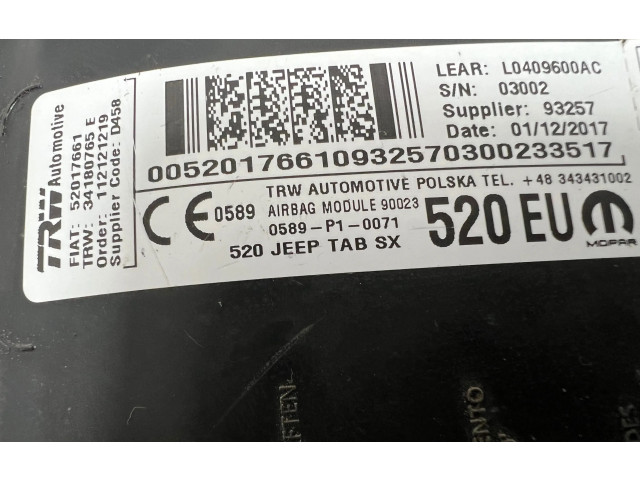 TRW Automotive
FIAT: 52017661
TRW: 34180765 E
Order: 112121219
Supplier Code: D458
LEAR: L0409600AC
S/N: 03002
Supplier: 93257
Date: 01/12/2017
00520176610932570300233517
TRW AUTOMOTIVE POLSKA TEL. +48 343431002
CE 0589 AIRBAG MODULE 90023
0589-P1-0071
520 JEEP TAB SX
520 EU
MOPAR